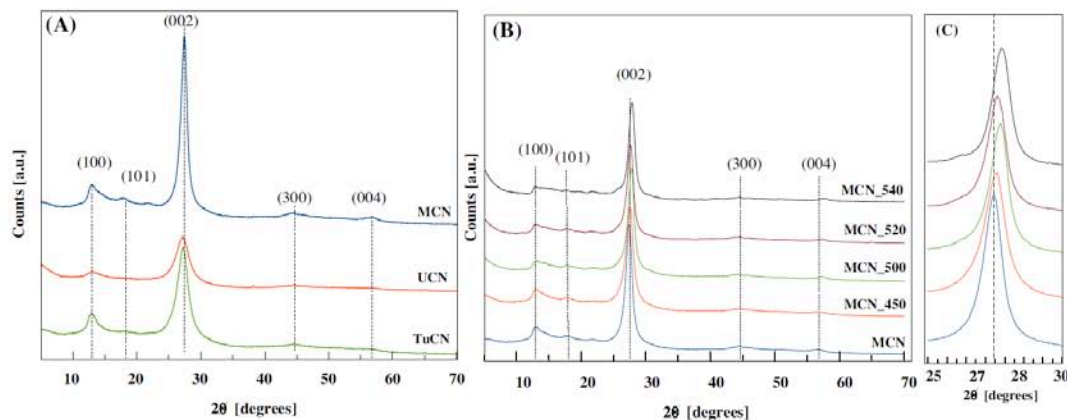 (A)
(002)
(100)
(101)
(300)
(004)
MCN
UCN
TuCN
Counts [a.u.]
10 20 30 40 50 60 70
2θ [degrees]
(B)
(002)
(100)
(101)
(300)
(004)
MCN_540
MCN_520
MCN_500
MCN_450
MCN
Counts [a.u.]
10 20 30 40 50 60 70
2θ [degrees]
(C)
25 27 28 30
2θ [degrees]